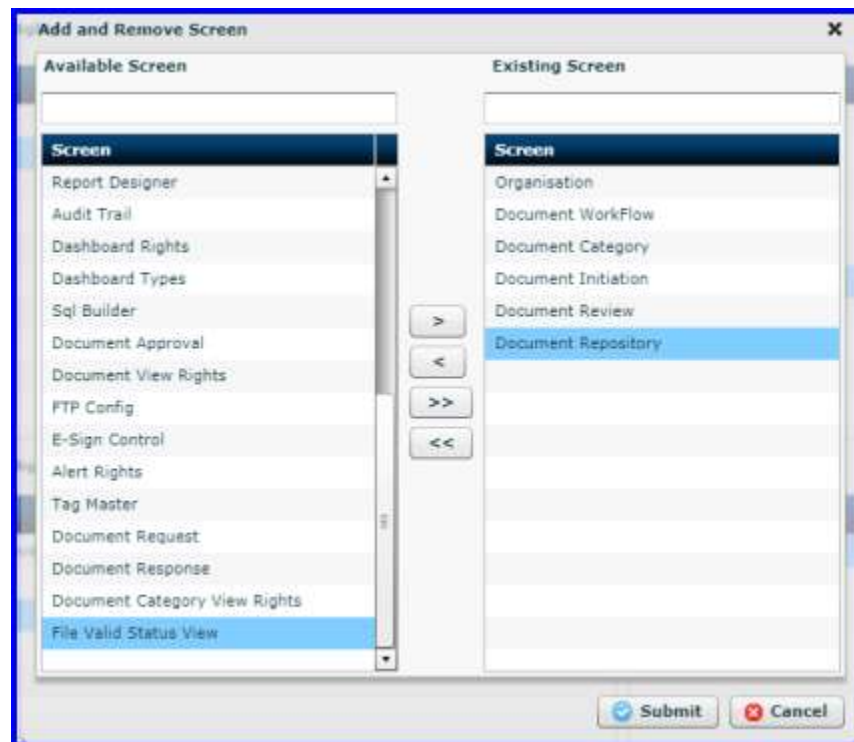 Add and Remove Screen
Available Screen
Existing Screen
Screen
Report Designer
Audit Trail
Dashboard Rights
Dashboard Types
Sql Builder
Document Approval
Document View Rights
FTP Config
E-Sign Control
Alert Rights
Tag Master
Document Request
Document Response
Document Category View Rights
File Valid Status View
>
<
>>
<<
Screen
Organisation
Document WorkFlow
Document Category
Document Initiation
Document Review
Document Repository
Submit
Cancel